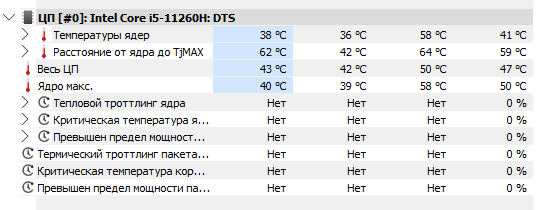 ЦП [#0]: Intel Core i5-11260H: DTS
Температуры ядер 38 °C 36 °C 58 °C 41 °C
Расстояние от ядра до TjMAX 62 °C 42 °C 64 °C 59 °C
Весь ЦП 43 °C 42 °C 50 °C 47 °C
Ядро макс. 40 °C 39 °C 58 °C 50 °C
Тепловой троттлинг ядра Нет Нет Нет 0 %
Критическая температура я... Нет Нет Нет 0 %
Превышен предел мощност... Нет Нет Нет 0 %
Термический троттлинг пакета... Нет Нет Нет 0 %
Критическая температура кор... Нет Нет Нет 0 %
Превышен предел мощности па... Нет Нет Нет 0 %